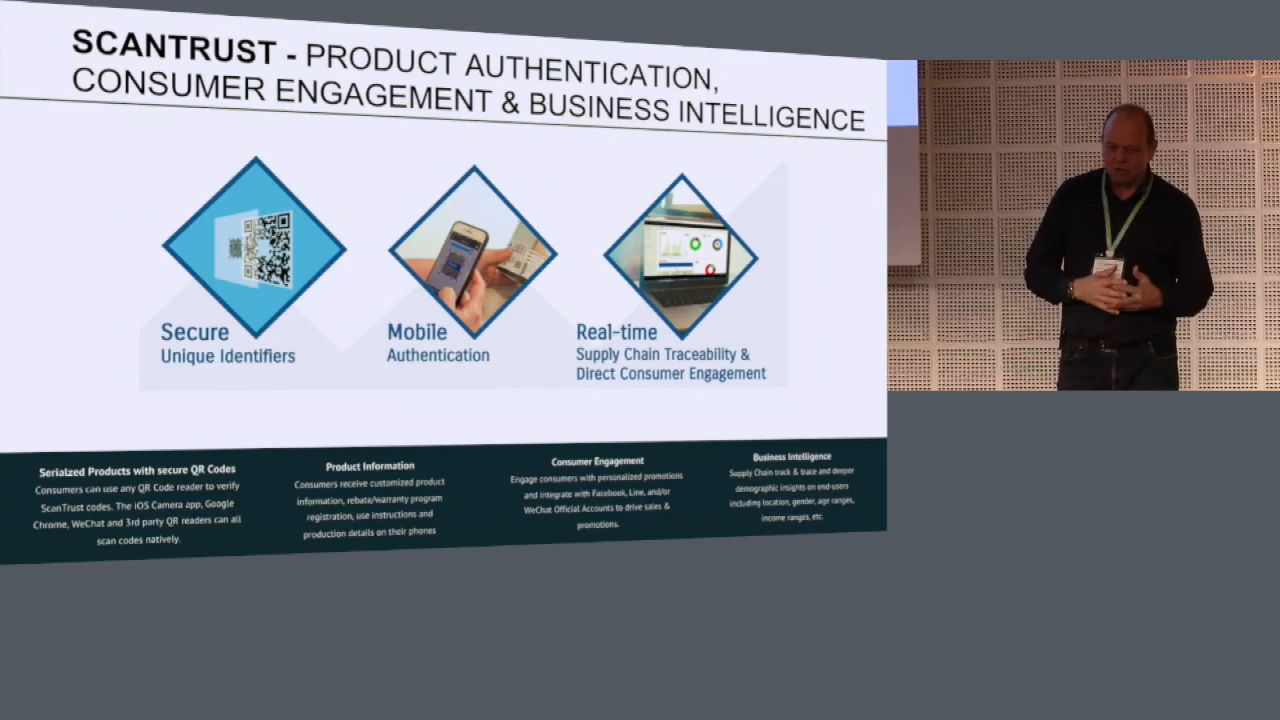 SCANTRUST - PRODUCT AUTHENTICATION,
CONSUMER ENGAGEMENT & BUSINESS INTELLIGENCE
Secure
Unique Identifiers
Mobile
Authentication
Real-time
Supply Chain Traceability &
Direct Consumer Engagement
Serialzed Products with secure QR Codes
Consumers can use any QR Code reader to verify
ScanTrust codes. The iOS Camera app, Google
Chrome, WeChat and 3rd party QR readers can all
scan codes natively.
Product Information
Consumers receive customized product
information, rebate/warranty program
registration, use instructions and
production details on their phones
Consumer Engagement
Engage consumers with personalized promotions
and integrate with Facebook, Line, and/or
WeChat Official Accounts to drive sales &
promotions.
Business Intelligence
Supply Chain track & trace and deeper
demographic insights on end-users
including location, gender, age ranges,
income ranges, etc.